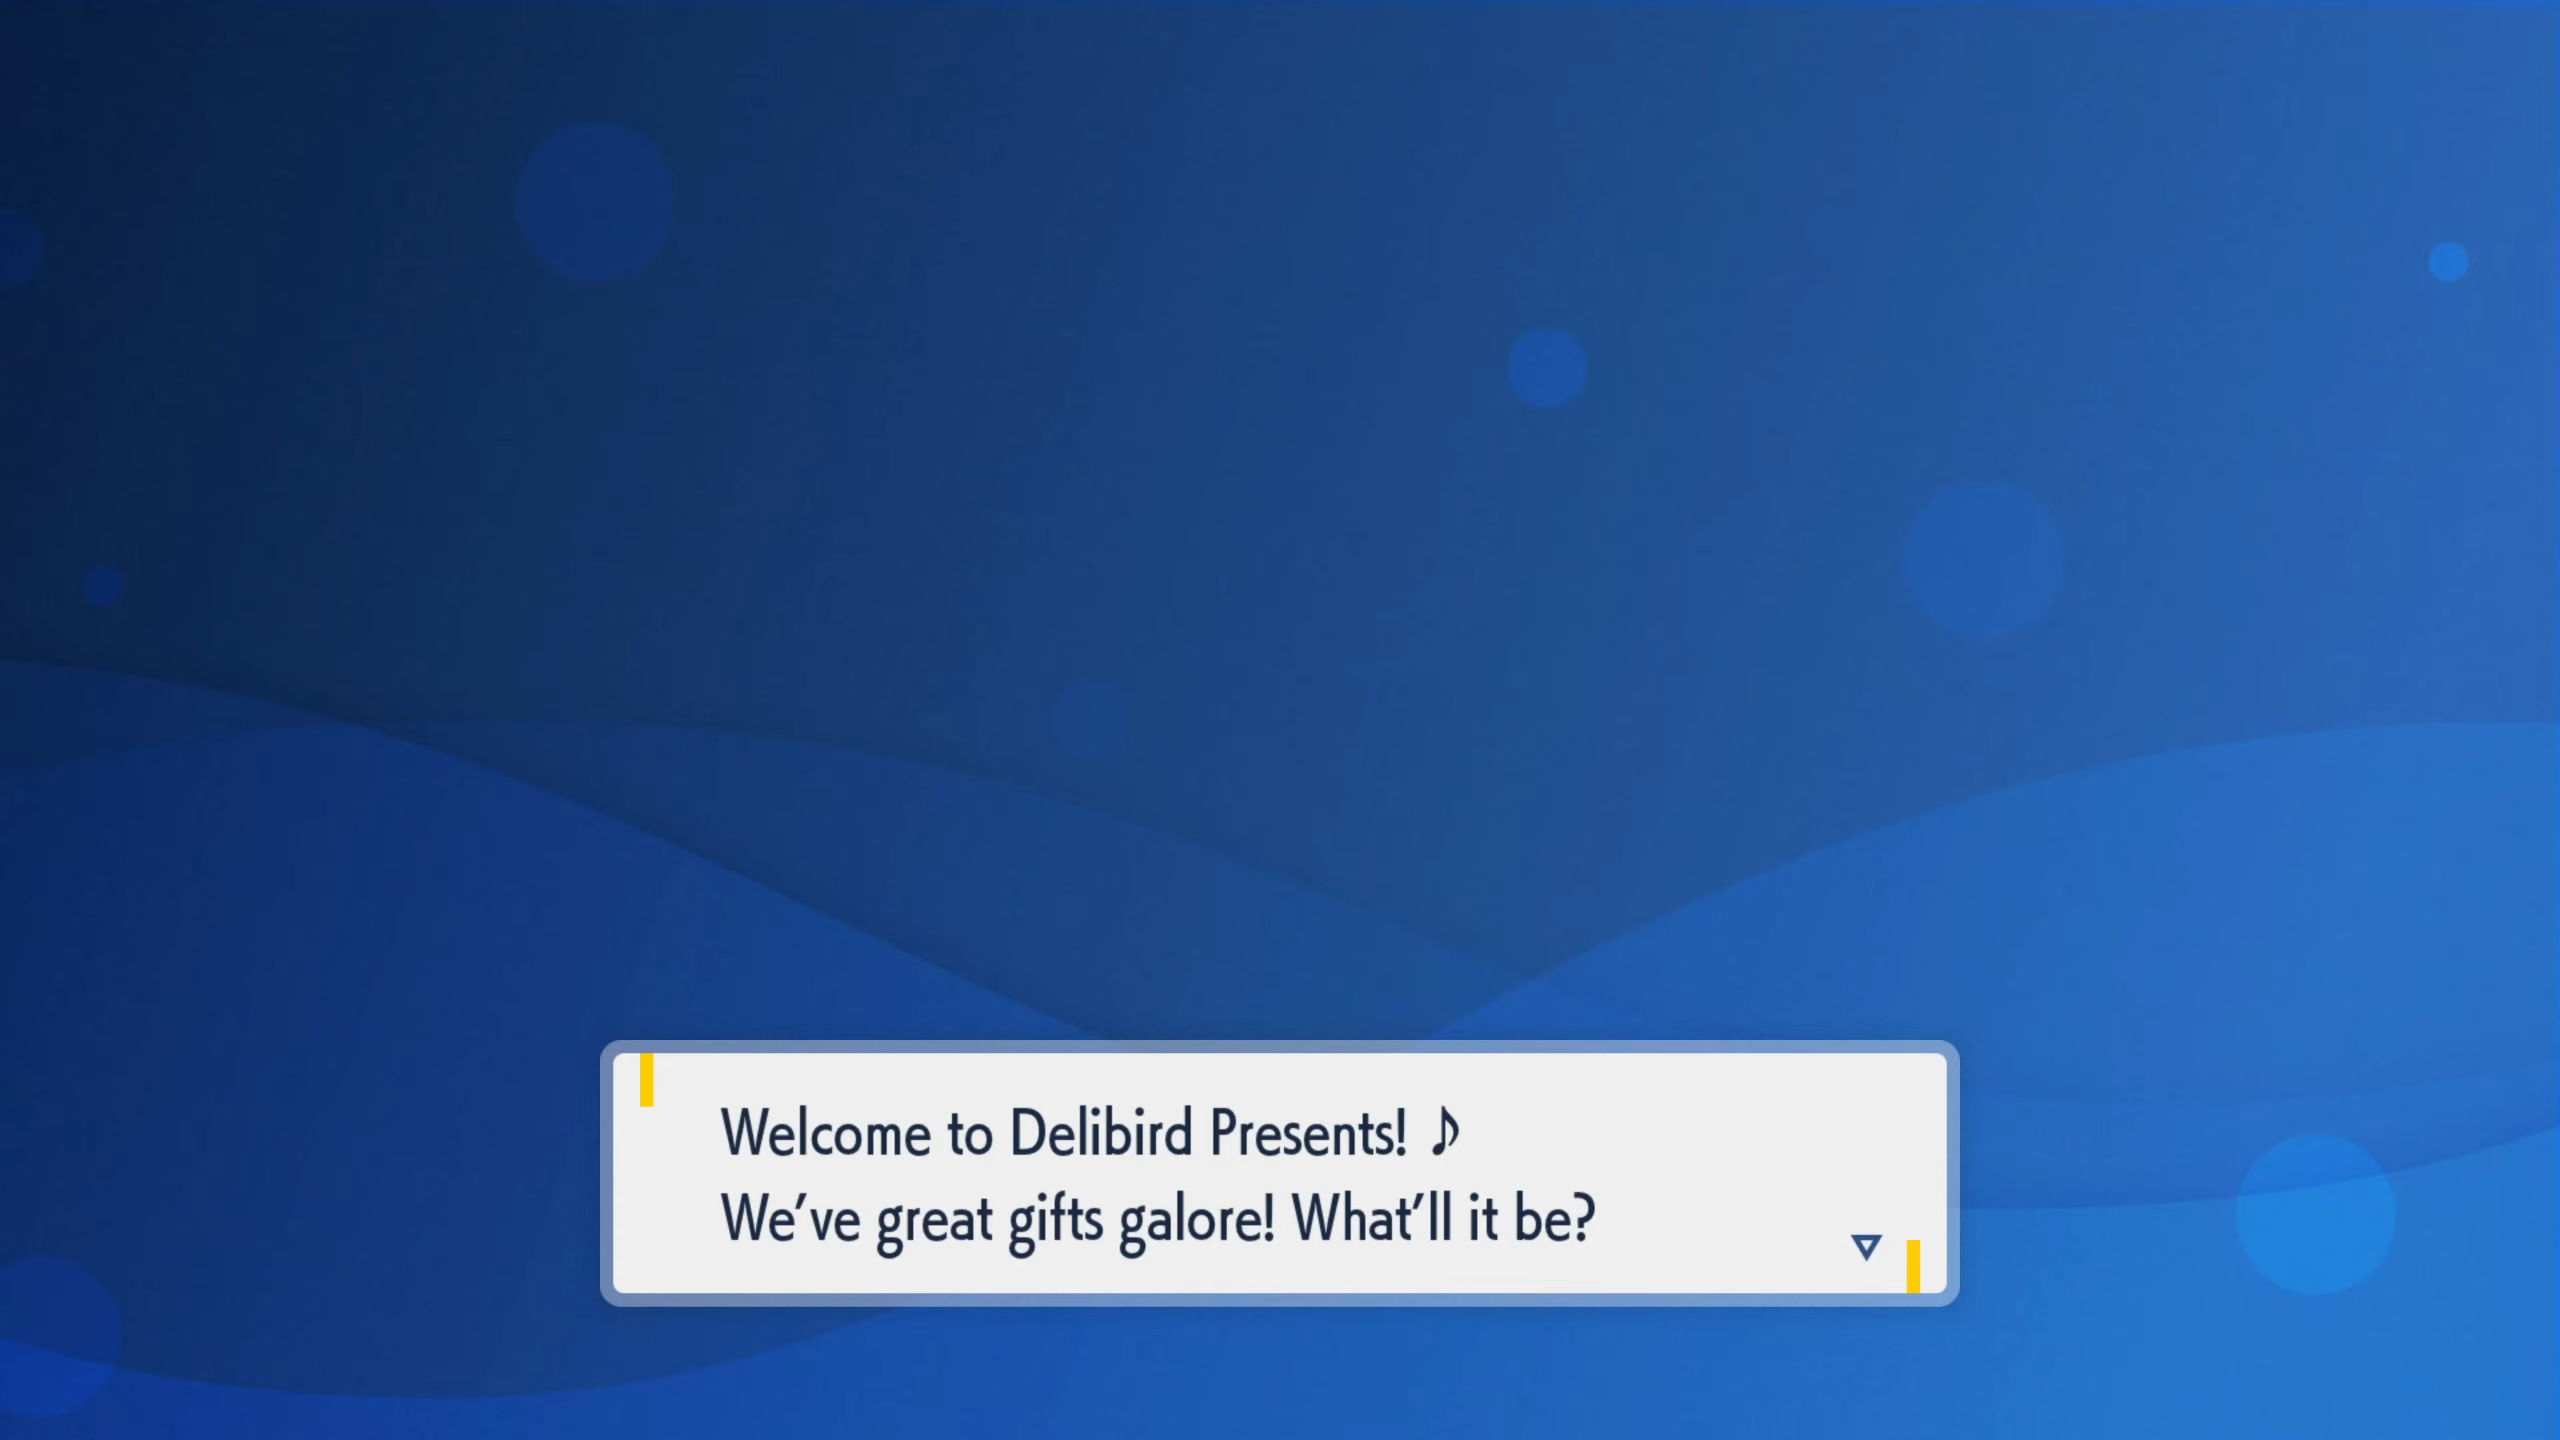 Welcome to Delibird Presents! ♪
We’ve great gifts galore! What’ll it be?